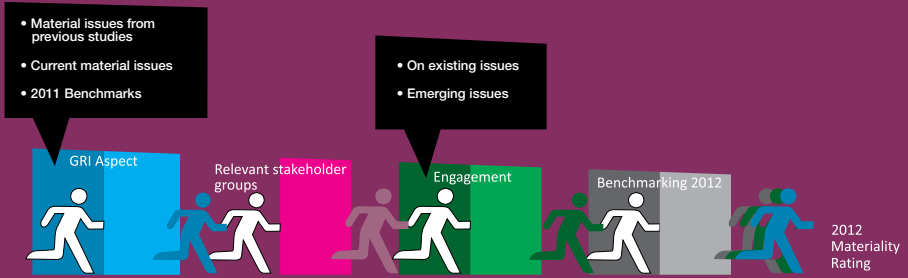 • Material issues from
previous studies
• Current material issues
• 2011 Benchmarks
• On existing issues
• Emerging issues
GRI Aspect
Relevant stakeholder
groups
Engagement
Benchmarking 2012
2012
Materiality
Rating